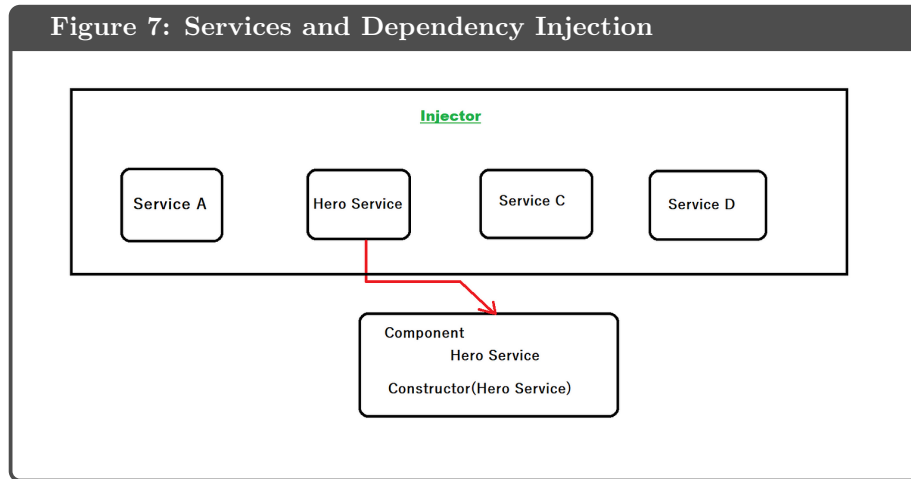 Figure 7: Services and Dependency Injection
Injector
Service A
Hero Service
Service C
Service D
Component
Hero Service
Constructor(Hero Service)